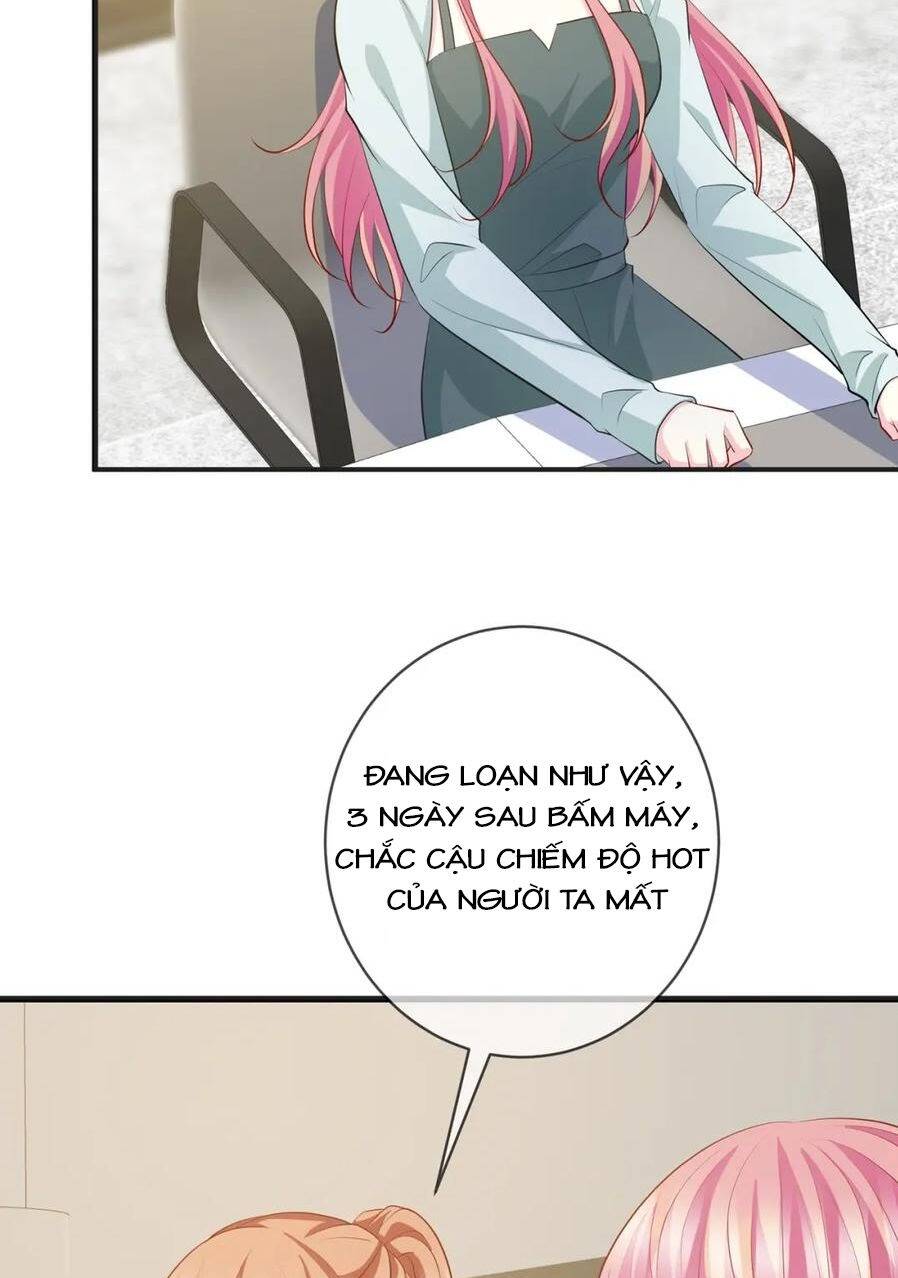 ĐANG LOẠN NHƯ VẬY,
3 NGÀY SAU BẤM MÁY,
CHẮC CẬU CHIẾM ĐỘ HOT
CỦA NGƯỜI TA MẤT